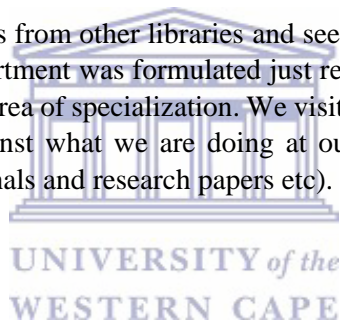 s from other libraries and see
rtment was formulated just re
rea of specialization. We visit
nst what we are doing at ou
nals and research papers etc).
UNIVERSITY of the
WESTERN CAPE